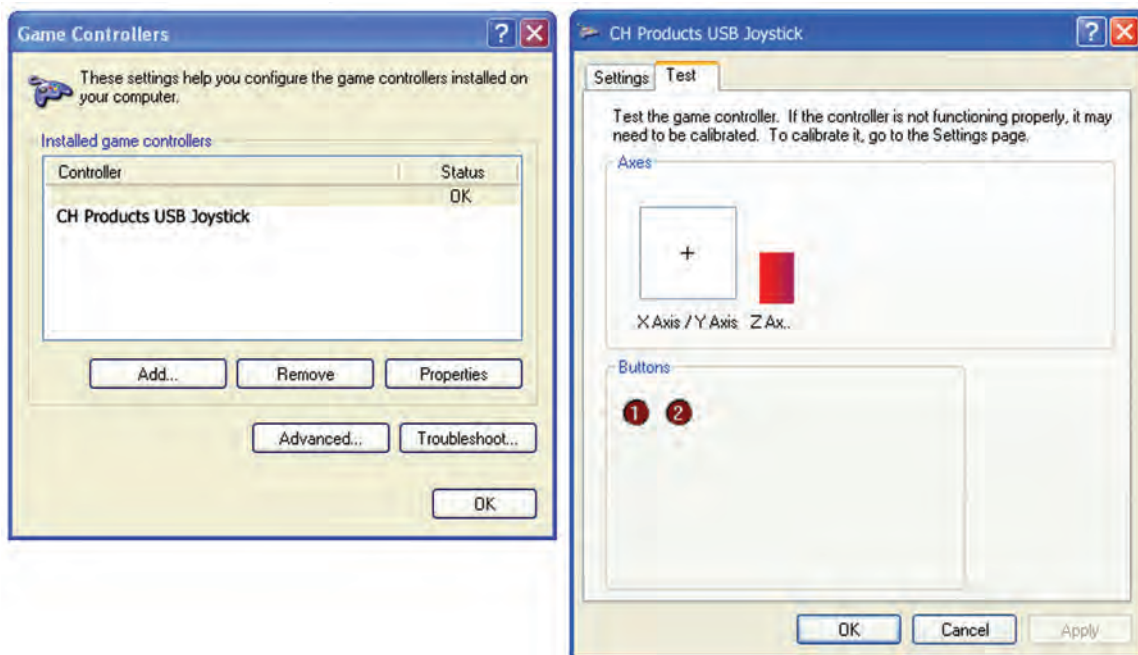 Game Controllers
These settings help you configure the game controllers installed on
your computer.
Installed game controllers
Controller Status
OK
CH Products USB Joystick
Add... Remove Properties
Advanced... Troubleshoot...
OK
CH Products USB Joystick
Settings Test
Test the game controller. If the controller is not functioning properly, it may
need to be calibrated. To calibrate it, go to the Settings page.
Axes
X Axis / Y Axis Z Ax..
Buttons
1 2
OK Cancel Apply